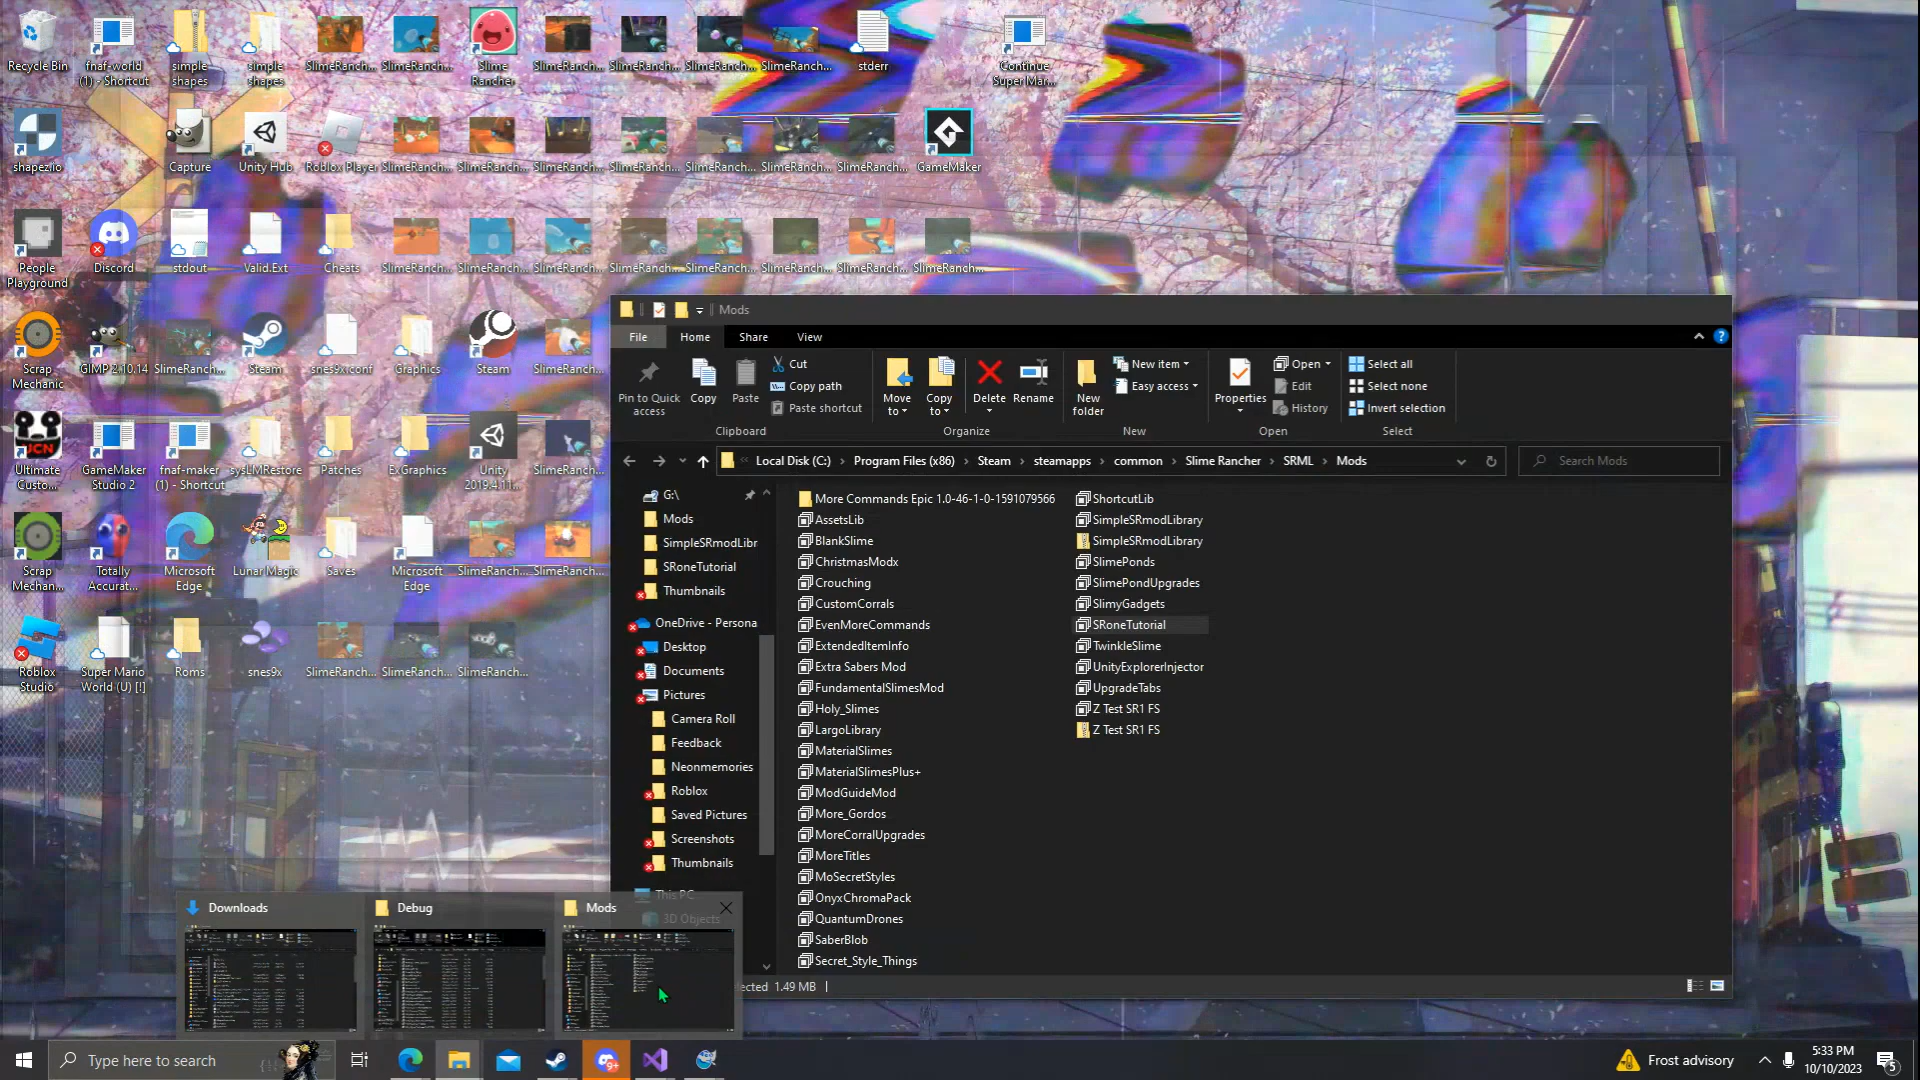 Recycle Bin
fnaf-world
(1) - Shortcut
simple
shapes
simple
shapes
SlimeRanch...
SlimeRanch...
Slime
Rancher
SlimeRanch...
SlimeRanch...
SlimeRanch...
SlimeRanch...
stderr
Continue
Super Mar...
shapez.io
Capture
Unity Hub
Roblox Player
SlimeRanch...
SlimeRanch...
SlimeRanch...
SlimeRanch...
SlimeRanch...
SlimeRanch...
SlimeRanch...
GameMaker
People
Playground
Discord
stdout
Valid.Ext
Cheats
SlimeRanch...
SlimeRanch...
SlimeRanch...
SlimeRanch...
SlimeRanch...
SlimeRanch...
SlimeRanch...
SlimeRanch...
Scrap
Mechanic
GIMP 2.10.14
SlimeRanch...
Steam
snes9x.conf
Graphics
Steam
SlimeRanch...
Ultimate
Custo...
GameMaker
Studio 2
fnaf-maker
(1) - Shortcut
sysLMRestore
Patches
ExGraphics
Unity
2019.4.11...
SlimeRanch...
Scrap
Mechan...
Totally
Accurat...
Microsoft
Edge
Lunar Magic
Saves
Microsoft
Edge
SlimeRanch...
SlimeRanch...
Roblox
Studio
Super Mario
World (U) [!]
Roms
snes9x
SlimeRanch...
SlimeRanch...
SlimeRanch...
Mods
File Home Share View
Pin to Quick
access
Copy
Paste
Cut
Copy path
Paste shortcut
Clipboard
Move
to
Copy
to
Delete
Rename
Organize
New
folder
New item
Easy access
New
Properties
Open
Edit
History
Open
Select all
Select none
Invert selection
Select
Local Disk (C:) Program Files (x86) Steam steamapps common Slime Rancher SRML Mods
Search Mods
G:\
Mods
SimpleSRmodLibr
SRoneTutorial
Thumbnails
OneDrive - Persona
Desktop
Documents
Pictures
Camera Roll
Feedback
Neonmemories
Roblox
Saved Pictures
Screenshots
Thumbnails
This PC
3D Objects
More Commands Epic 1.0-46-1-0-1591079566
AssetsLib
BlankSlime
ChristmasModx
Crouching
CustomCorrals
EvenMoreCommands
ExtendedItemInfo
Extra Sabers Mod
FundamentalSlimesMod
Holy_Slimes
LargoLibrary
MaterialSlimes
MaterialSlimesPlus+
ModGuideMod
More_Gordos
MoreCorralUpgrades
MoreTitles
MoSecretStyles
OnyxChromaPack
QuantumDrones
SaberBlob
Secret_Style_Things
ShortcutLib
SimpleSRmodLibrary
SimpleSRmodLibrary
SlimePonds
SlimePondUpgrades
SlimyGadgets
SRoneTutorial
TwinkleSlime
UnityExplorerInjector
UpgradeTabs
Z Test SR1 FS
Z Test SR1 FS
ected 1.49 MB
Downloads
Debug
Mods
Type here to search
9+
Frost advisory
5:33 PM
10/10/2023
5